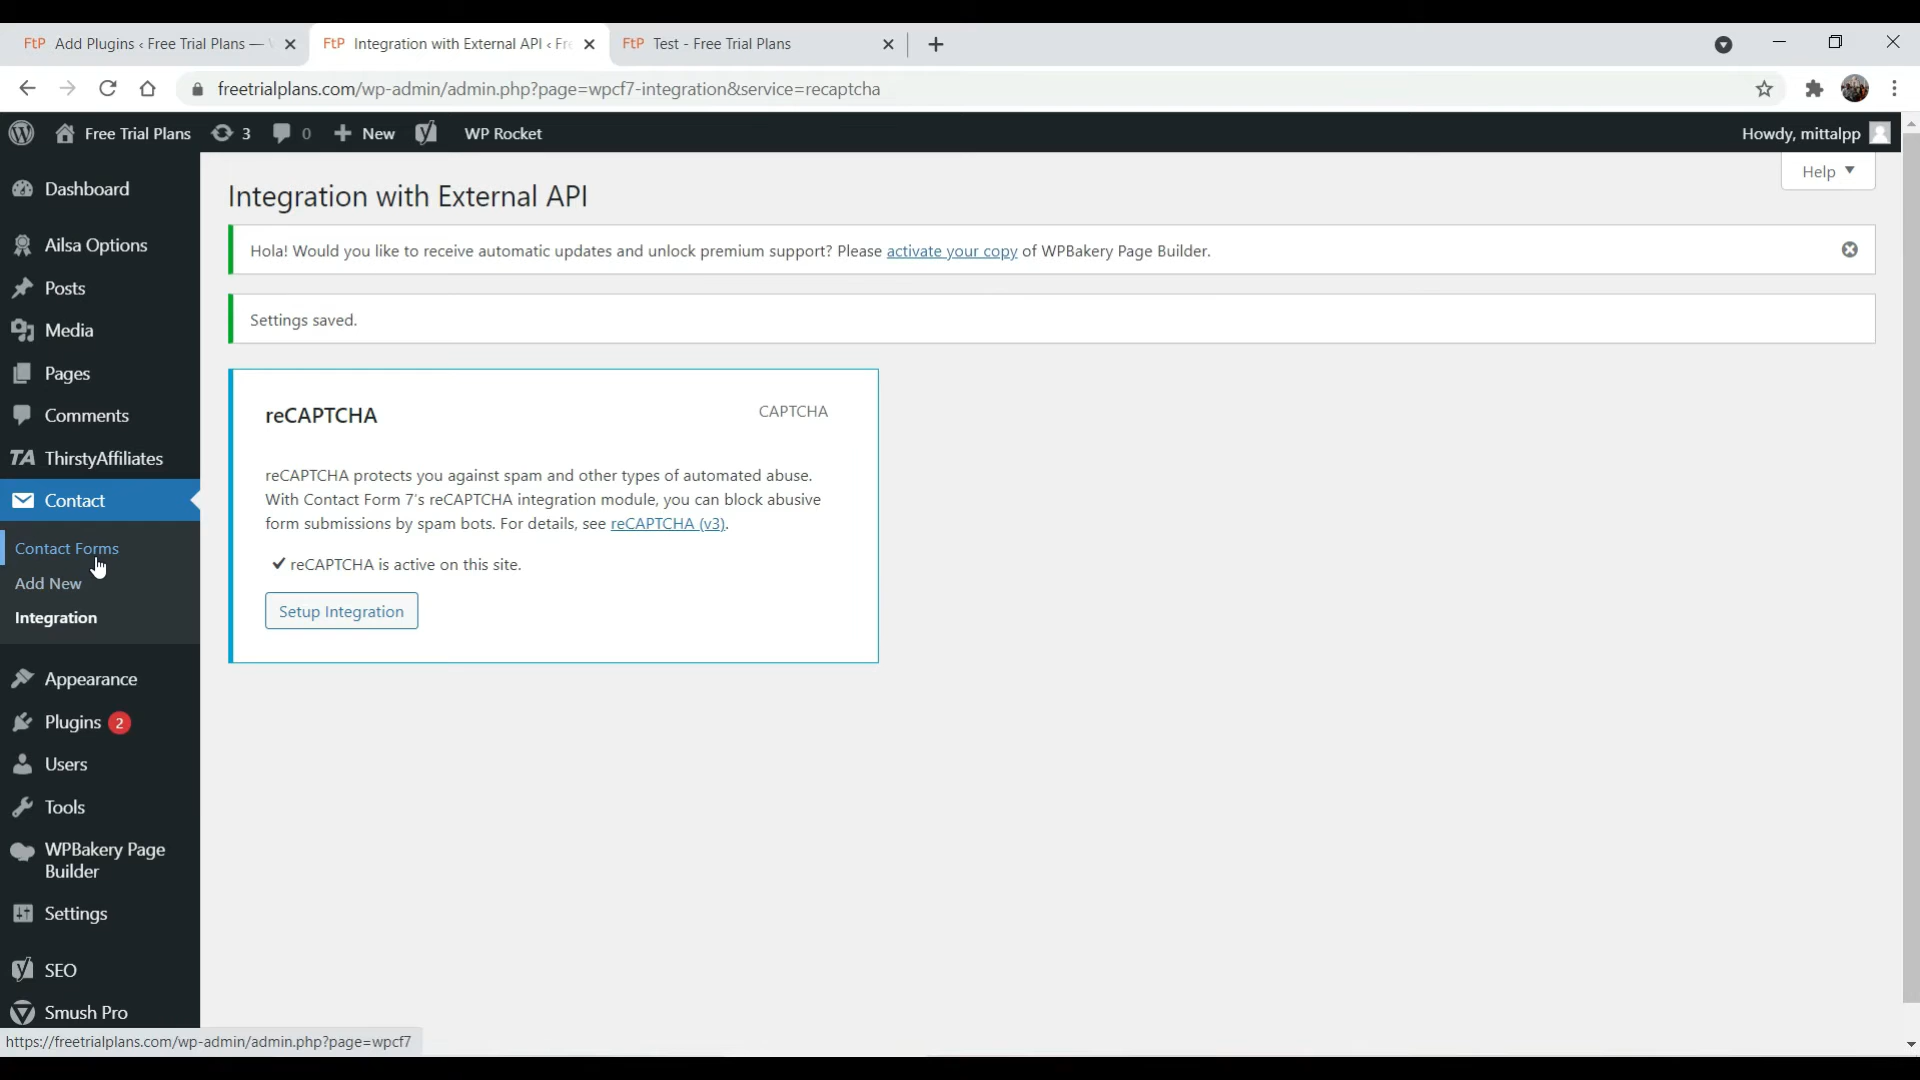 FtP Add Plugins ‹ Free Trial Plans —
FtP Integration with External API ‹ Fr
FtP Test - Free Trial Plans
freetrialplans.com/wp-admin/admin.php?page=wpcf7-integration&service=recaptcha
Free Trial Plans 3 0 New WP Rocket
Howdy, mittalpp
Help
Dashboard
Ailsa Options
Posts
Media
Pages
Comments
TA ThirstyAffiliates
Contact
Contact Forms
Add New
Integration
Appearance
Plugins 2
Users
Tools
WPBakery Page
Builder
Settings
SEO
Smush Pro
Integration with External API
Hola! Would you like to receive automatic updates and unlock premium support? Please activate your copy of WPBakery Page Builder.
Settings saved.
reCAPTCHA
CAPTCHA
reCAPTCHA protects you against spam and other types of automated abuse.
With Contact Form 7's reCAPTCHA integration module, you can block abusive
form submissions by spam bots. For details, see reCAPTCHA (v3).
✔ reCAPTCHA is active on this site.
Setup Integration
https://freetrialplans.com/wp-admin/admin.php?page=wpcf7